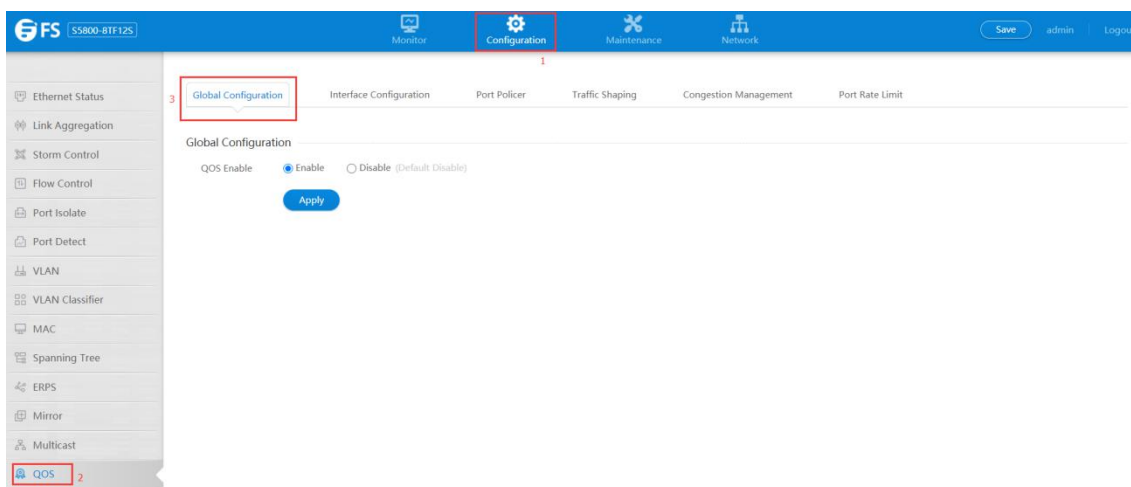 FS S5800-8TF12S
Monitor Configuration Maintenance Network
Save admin Logou
1
Ethernet Status
Link Aggregation
Storm Control
Flow Control
Port Isolate
Port Detect
VLAN
VLAN Classifier
MAC
Spanning Tree
ERPS
Mirror
Multicast
QOS 2
3 Global Configuration Interface Configuration Port Policer Traffic Shaping Congestion Management Port Rate Limit
Global Configuration
QOS Enable Enable Disable (Default Disable)
Apply